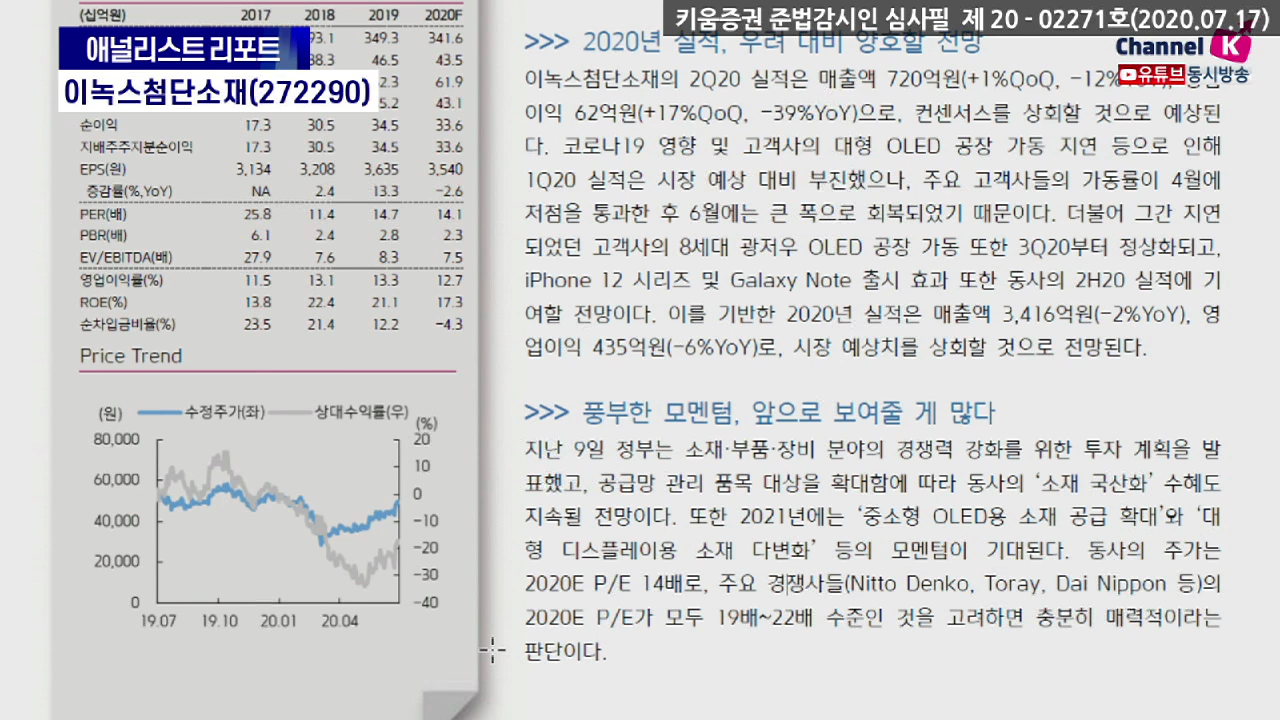 키움증권 준법감시인 심사필 제 20 - 02271호(2020.07.17)
Channel K
유튜브동시방송
애널리스트 리포트
이녹스첨단소재(272290)
(십억원) 2017 2018 2019 2020F
93.1 349.3 341.6
38.3 46.5 43.5
2.3 61.9
5.2 43.1
순이익 17.3 30.5 34.5 33.6
지배주주지분순이익 17.3 30.5 34.5 33.6
EPS(원) 3,134 3,208 3,635 3,540
증감률(%,YoY) NA 2.4 13.3 -2.6
PER(배) 25.8 11.4 14.7 14.1
PBR(배) 6.1 2.4 2.8 2.3
EV/EBITDA(배) 27.9 7.6 8.3 7.5
영업이익률(%) 11.5 13.1 13.3 12.7
ROE(%) 13.8 22.4 21.1 17.3
순차입금비율(%) 23.5 21.4 12.2 -4.3
Price Trend
(원) 수정주가(좌) 상대수익률(우) (%)
80,000 20
10
60,000 0
40,000 -10
20,000 -20
-30
0 -40
19.07 19.10 20.01 20.04
>>> 2020년 실적, 우려 대비 양호할 전망
이녹스첨단소재의 2Q20 실적은 매출액 720억원(+1%QoQ, -12%
이익 62억원(+17%QoQ, -39%YoY)으로, 컨센서스를 상회할 것으로 예상된
다. 코로나19 영향 및 고객사의 대형 OLED 공장 가동 지연 등으로 인해
1Q20 실적은 시장 예상 대비 부진했으나, 주요 고객사들의 가동률이 4월에
저점을 통과한 후 6월에는 큰 폭으로 회복되었기 때문이다. 더불어 그간 지연
되었던 고객사의 8세대 광저우 OLED 공장 가동 또한 3Q20부터 정상화되고,
iPhone 12 시리즈 및 Galaxy Note 출시 효과 또한 동사의 2H20 실적에 기
여할 전망이다. 이를 기반한 2020년 실적은 매출액 3,416억원(-2%YoY), 영
업이익 435억원(-6%YoY)로, 시장 예상치를 상회할 것으로 전망된다.
>>> 풍부한 모멘텀, 앞으로 보여줄 게 많다
지난 9일 정부는 소재·부품·장비 분야의 경쟁력 강화를 위한 투자 계획을 발
표했고, 공급망 관리 품목 대상을 확대함에 따라 동사의 ‘소재 국산화’ 수혜도
지속될 전망이다. 또한 2021년에는 ‘중소형 OLED용 소재 공급 확대’와 ‘대
형 디스플레이용 소재 다변화’ 등의 모멘텀이 기대된다. 동사의 주가는
2020E P/E 14배로, 주요 경쟁사들(Nitto Denko, Toray, Dai Nippon 등)의
2020E P/E가 모두 19배~22배 수준인 것을 고려하면 충분히 매력적이라는
판단이다.